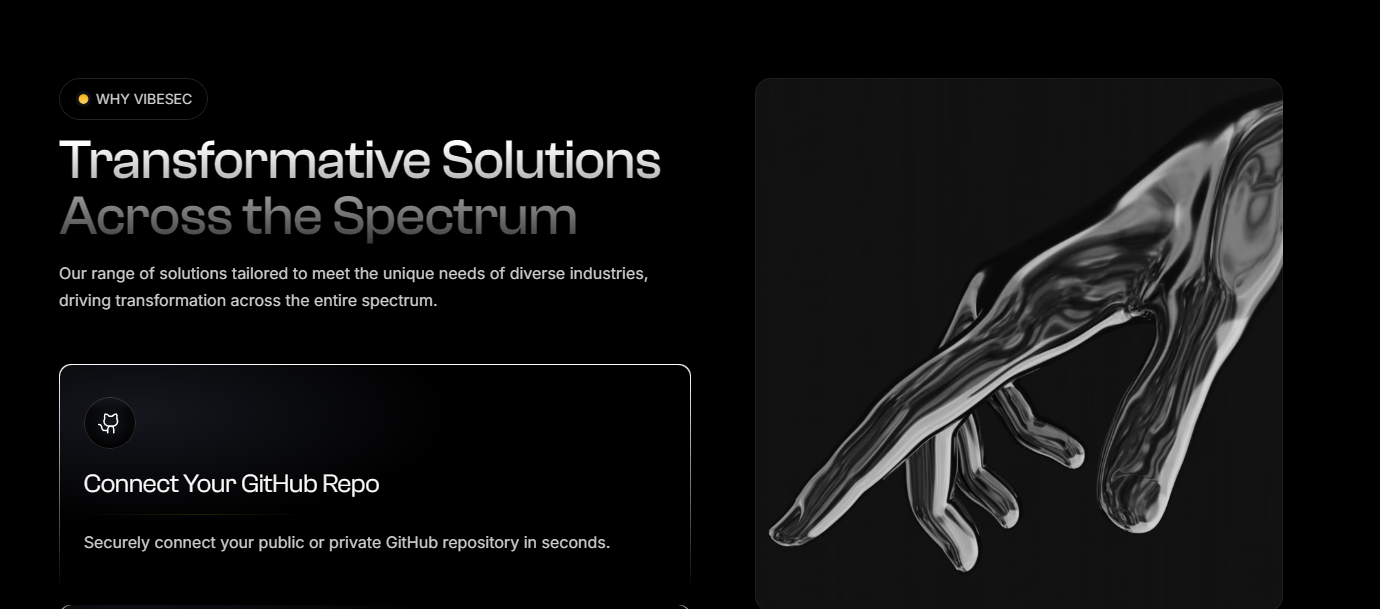 WHY VIBESEC
Transformative Solutions
Across the Spectrum
Our range of solutions tailored to meet the unique needs of diverse industries,
driving transformation across the entire spectrum.
Connect Your GitHub Repo
Securely connect your public or private GitHub repository in seconds.